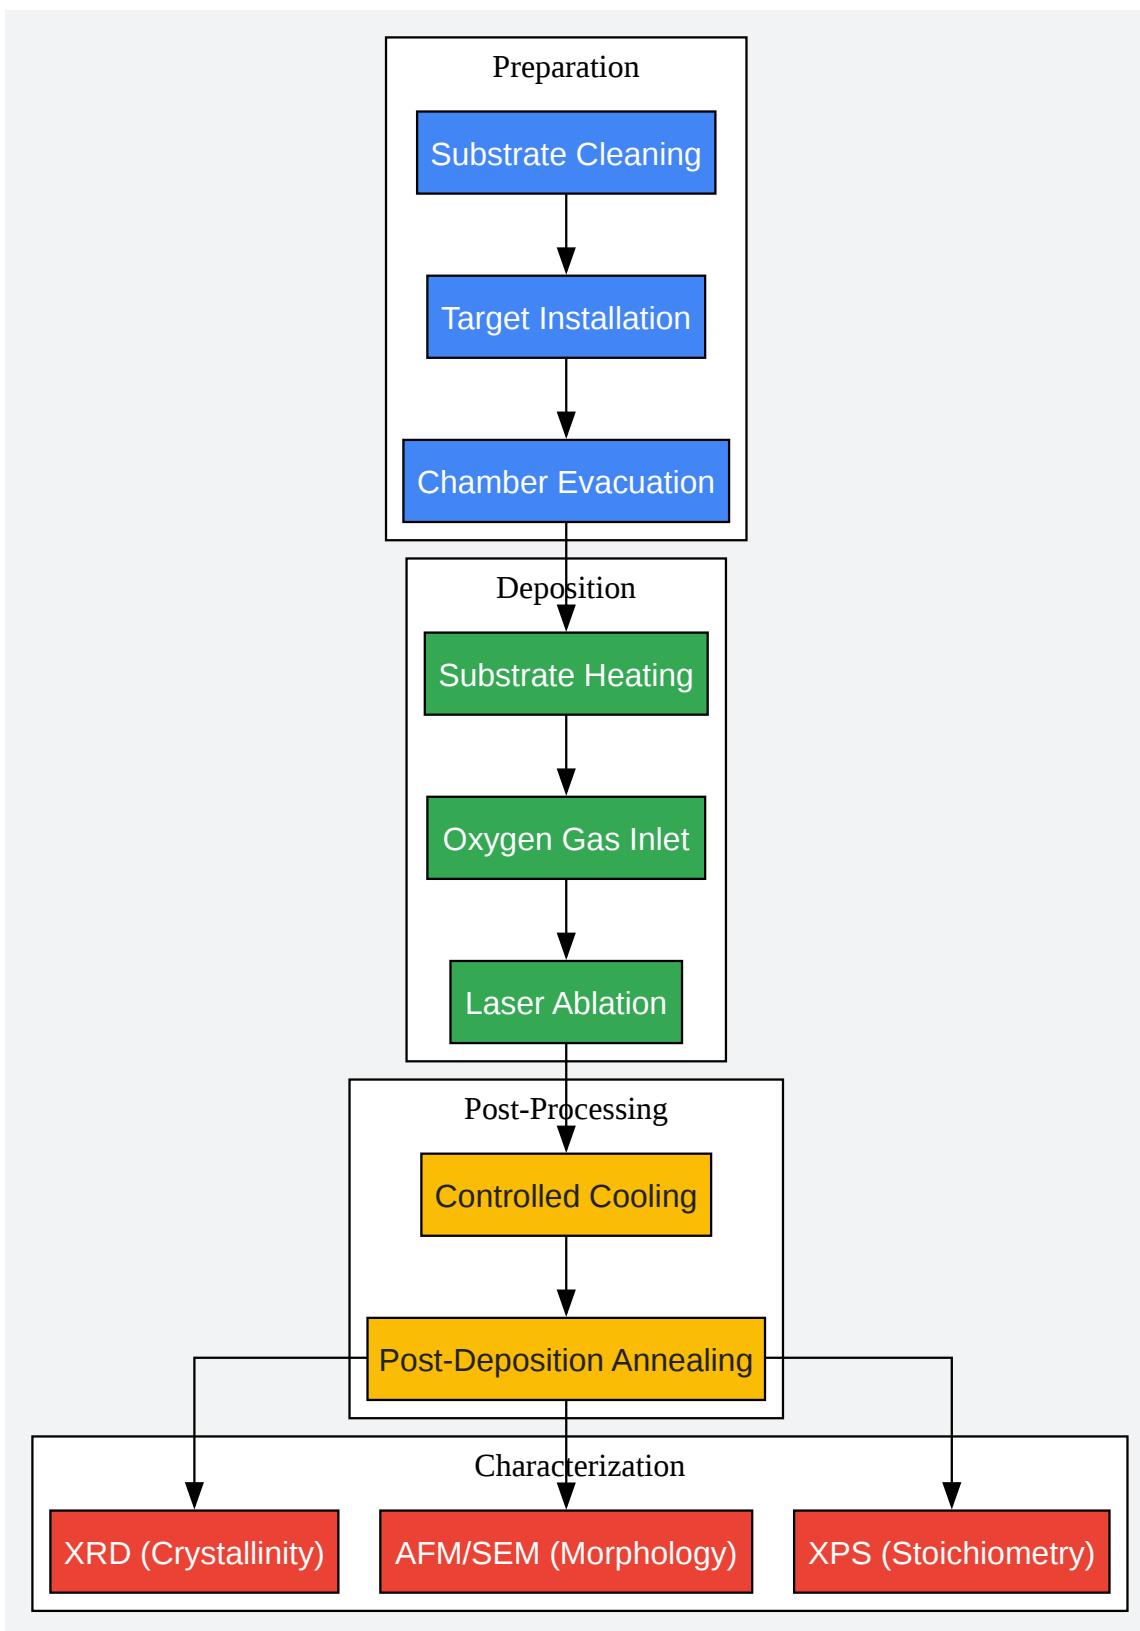 Preparation
Substrate Cleaning
Target Installation
Chamber Evacuation
Deposition
Substrate Heating
Oxygen Gas Inlet
Laser Ablation
Post-Processing
Controlled Cooling
Post-Deposition Annealing
Characterization
XRD (Crystallinity)
AFM/SEM (Morphology)
XPS (Stoichiometry)